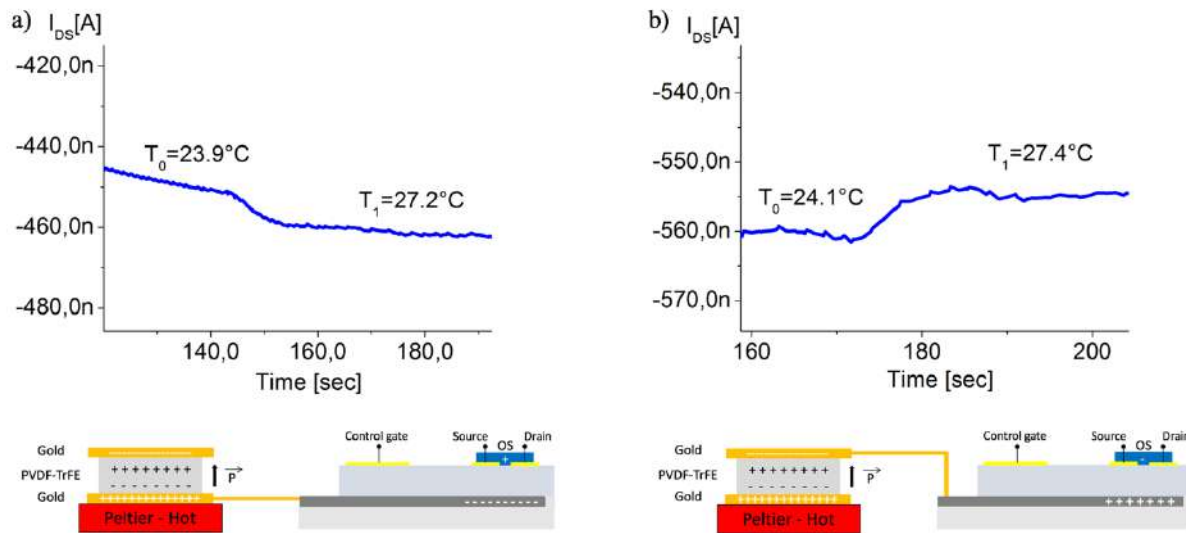 a)
I_DS[A]
-420,0n
-440,0n
-460,0n
-480,0n
T_0=23.9°C
T_1=27.2°C
140,0 160,0 180,0
Time [sec]
b)
I_DS[A]
-540,0n
-550,0n
-560,0n
-570,0n
T_0=24.1°C
T_1=27.4°C
160 180 200
Time [sec]
Gold
PVDF-TrFE
Gold
+ + + + + + + + +
- - - - - - - -
P
Peltier - Hot
Control gate Source OS Drain
+
Gold
PVDF-TrFE
Gold
+ + + + + + + +
- - - - - - - -
P
Peltier - Hot
Control gate Source OS Drain
-
+ + + + + + +